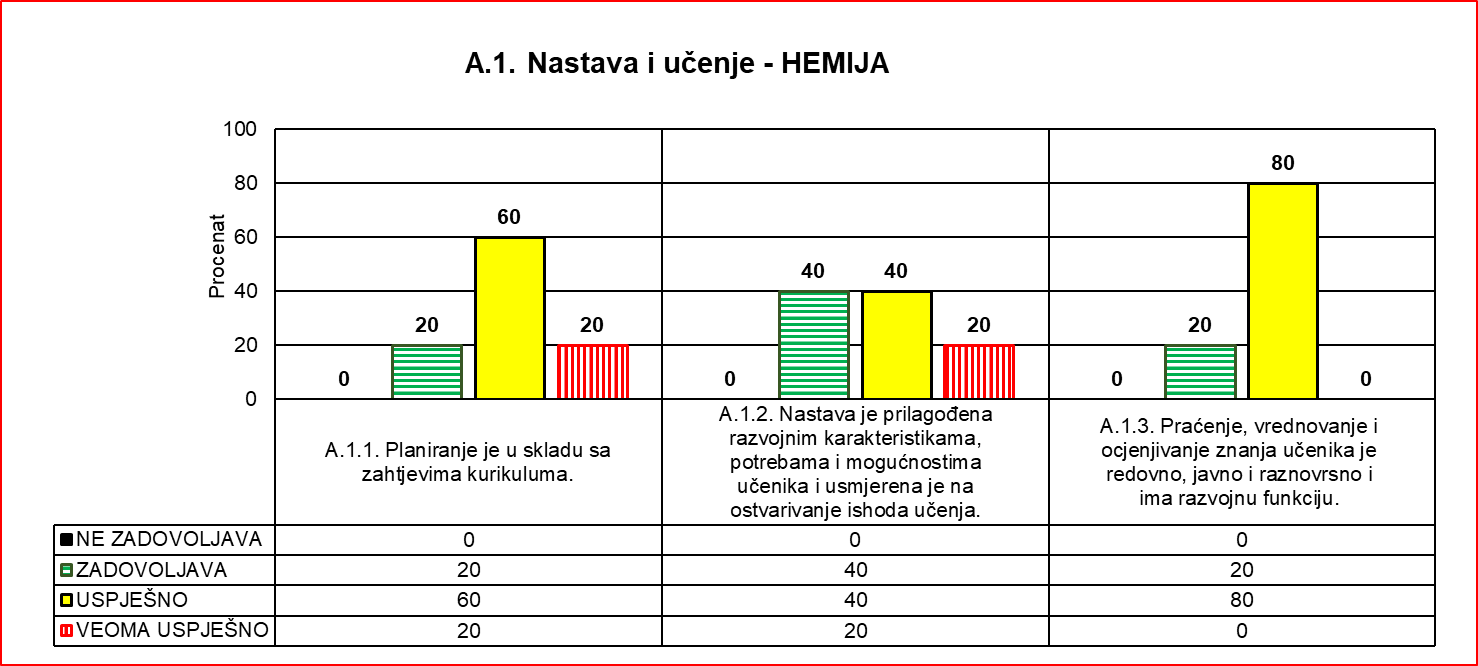 A.1. Nastava i učenje - HEMIJA
Procenat
100
80
60
40
20
0
0
20
60
20
0
40
40
20
0
20
80
0
A.1.1. Planiranje je u skladu sa
zahtjevima kurikuluma.
A.1.2. Nastava je prilagođena
razvojnim karakteristikama,
potrebama i mogućnostima
učenika i usmjerena je na
ostvarivanje ishoda učenja.
A.1.3. Praćenje, vrednovanje i
ocjenjivanje znanja učenika je
redovno, javno i raznovrsno i
ima razvojnu funkciju.
NE ZADOVOLJAVA 0 0 0
ZADOVOLJAVA 20 40 20
USPJEŠNO 60 40 80
VEOMA USPJEŠNO 20 20 0